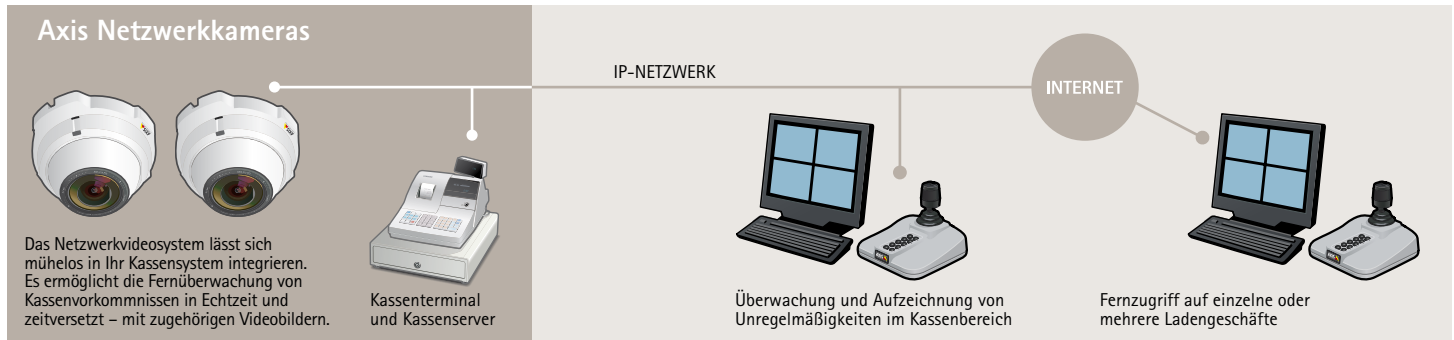 Axis Netzwerkkameras
IP-NETZWERK
INTERNET
Das Netzwerkvideosystem lässt sich
mühelos in Ihr Kassensystem integrieren.
Es ermöglicht die Fernüberwachung von
Kassenvorkommnissen in Echtzeit und
zeitversetzt – mit zugehörigen Videobildern.
Kassenterminal
und Kassenserver
Überwachung und Aufzeichnung von
Unregelmäßigkeiten im Kassenbereich
Fernzugriff auf einzelne oder
mehrere Ladengeschäfte